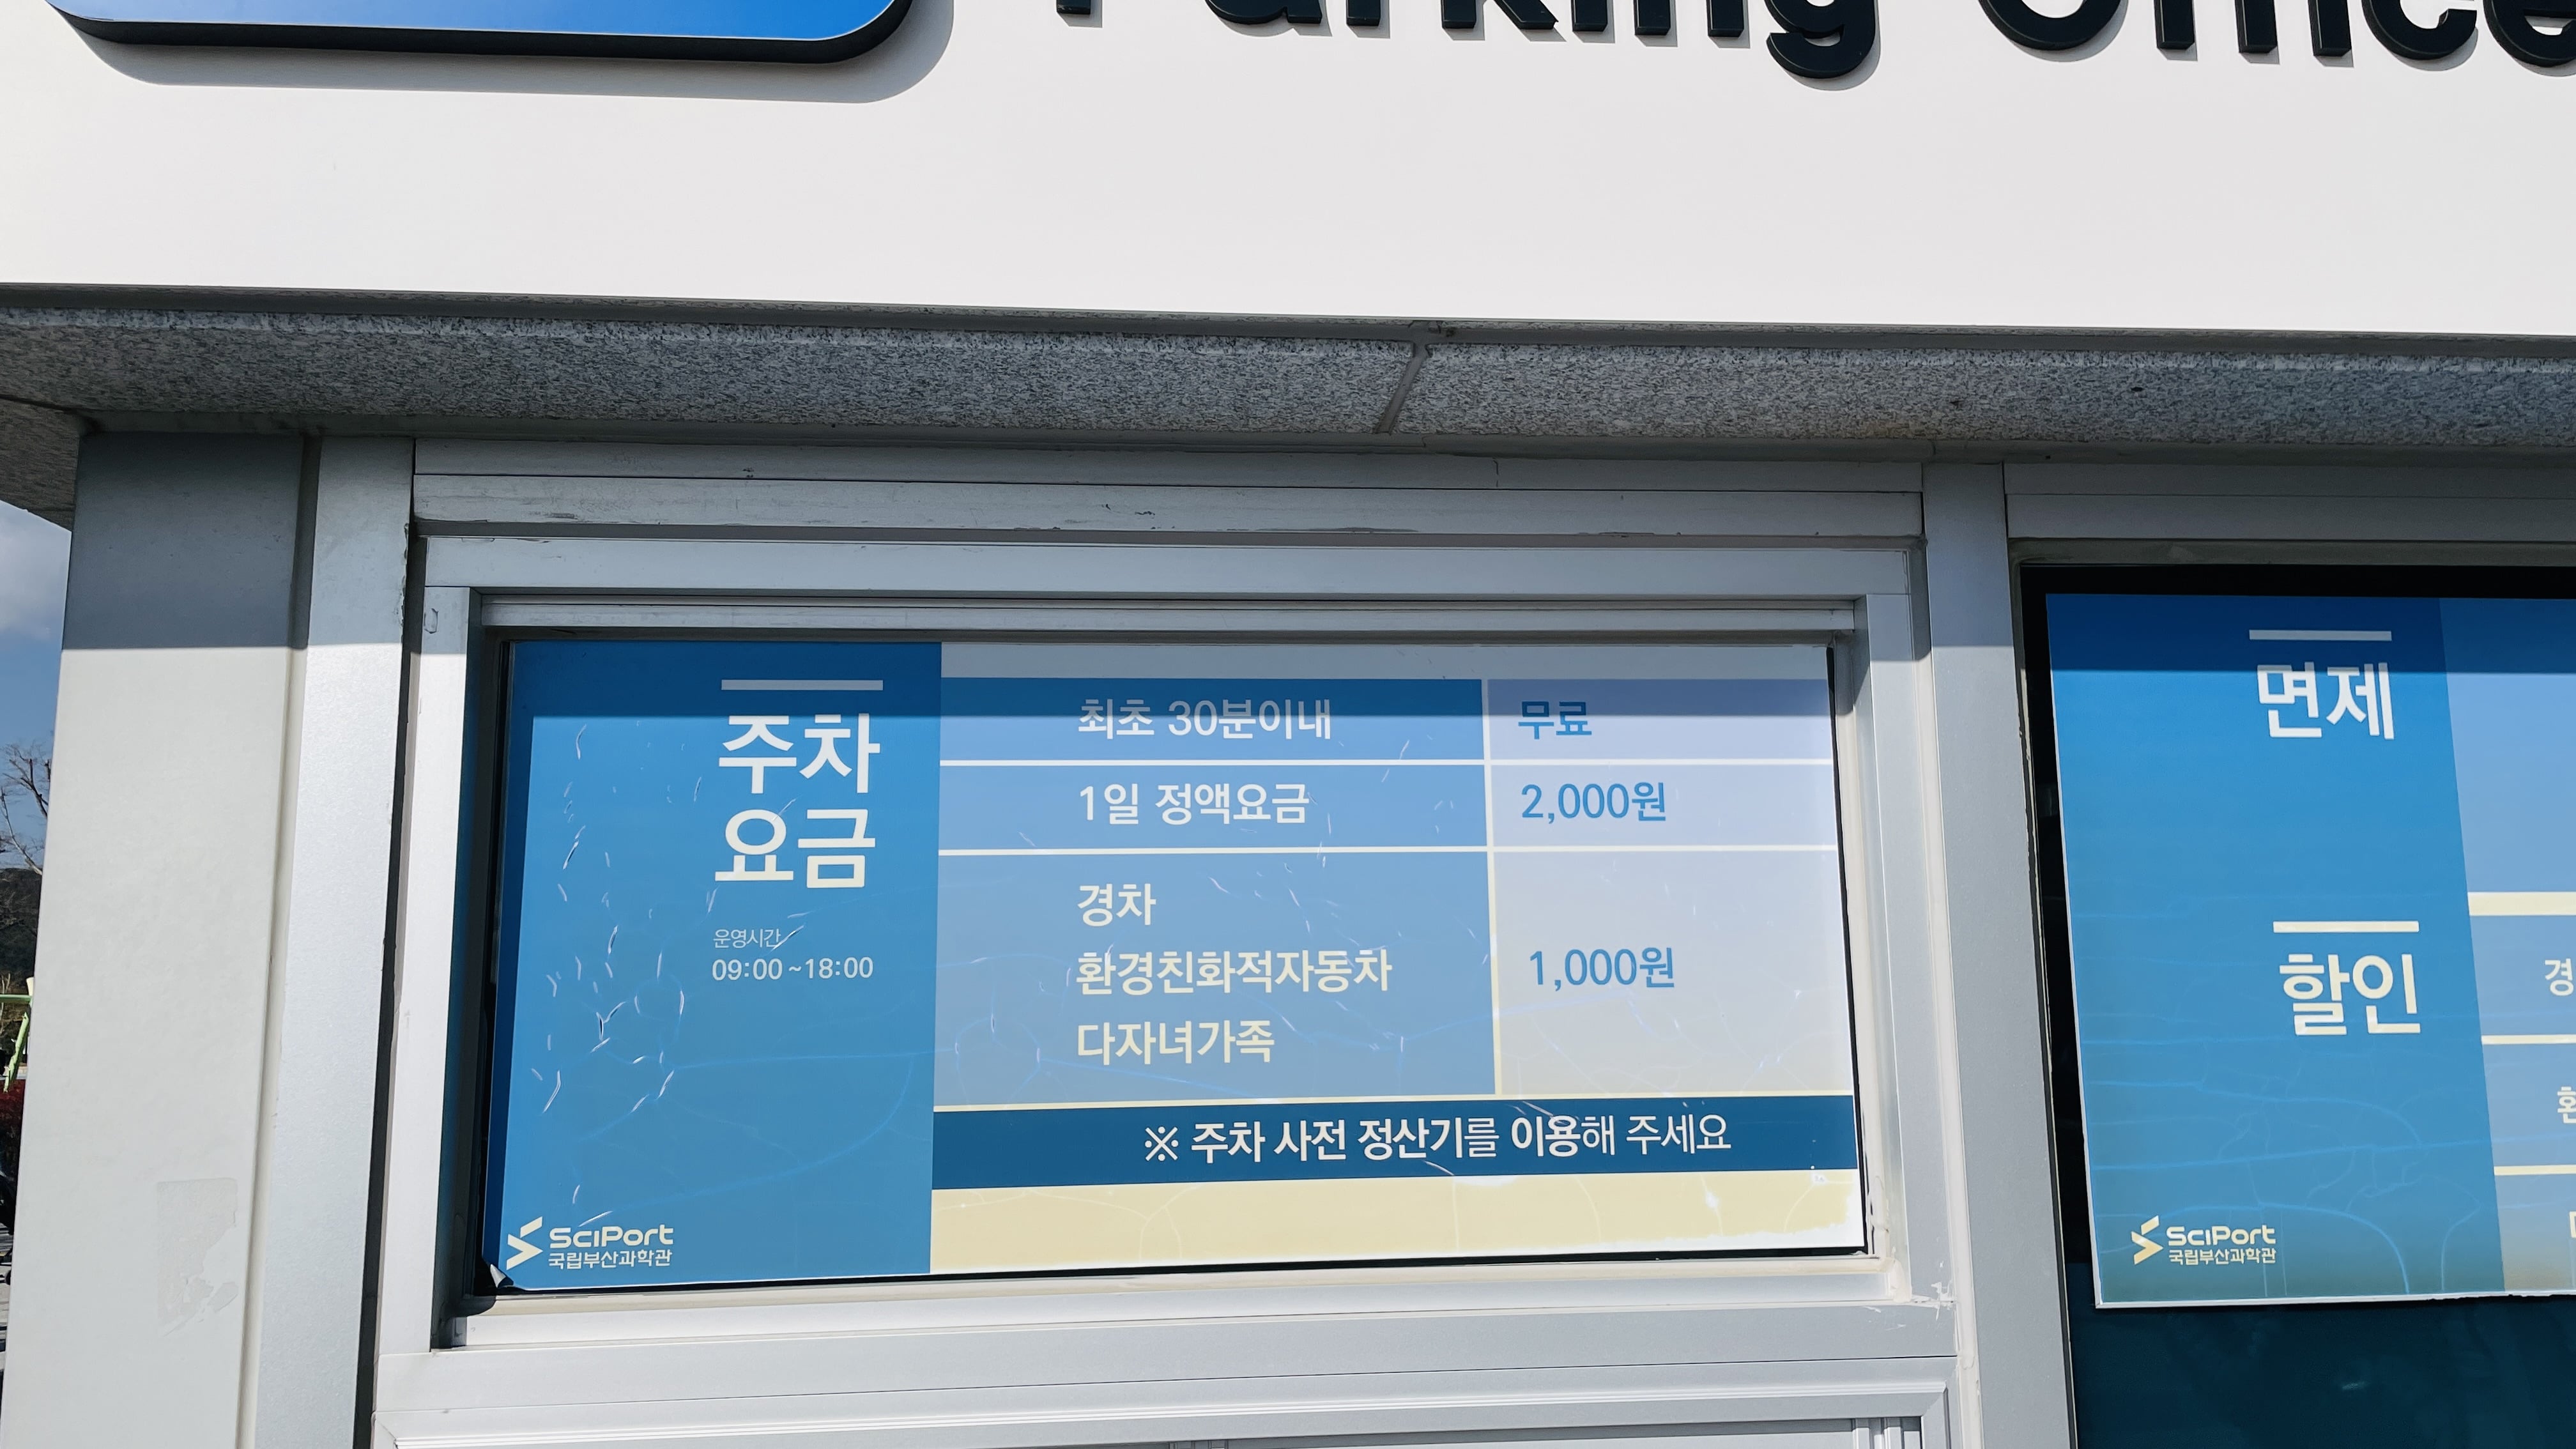 Parking Office
주차
요금
운영시간
09:00~18:00
최초 30분이내 무료
1일 정액요금 2,000원
경차
환경친화적자동차 1,000원
다자녀가족
※ 주차 사전 정산기를 이용해 주세요
SciPort
국립부산과학관
면제
할인
경
환
SciPort
국립부산과학관